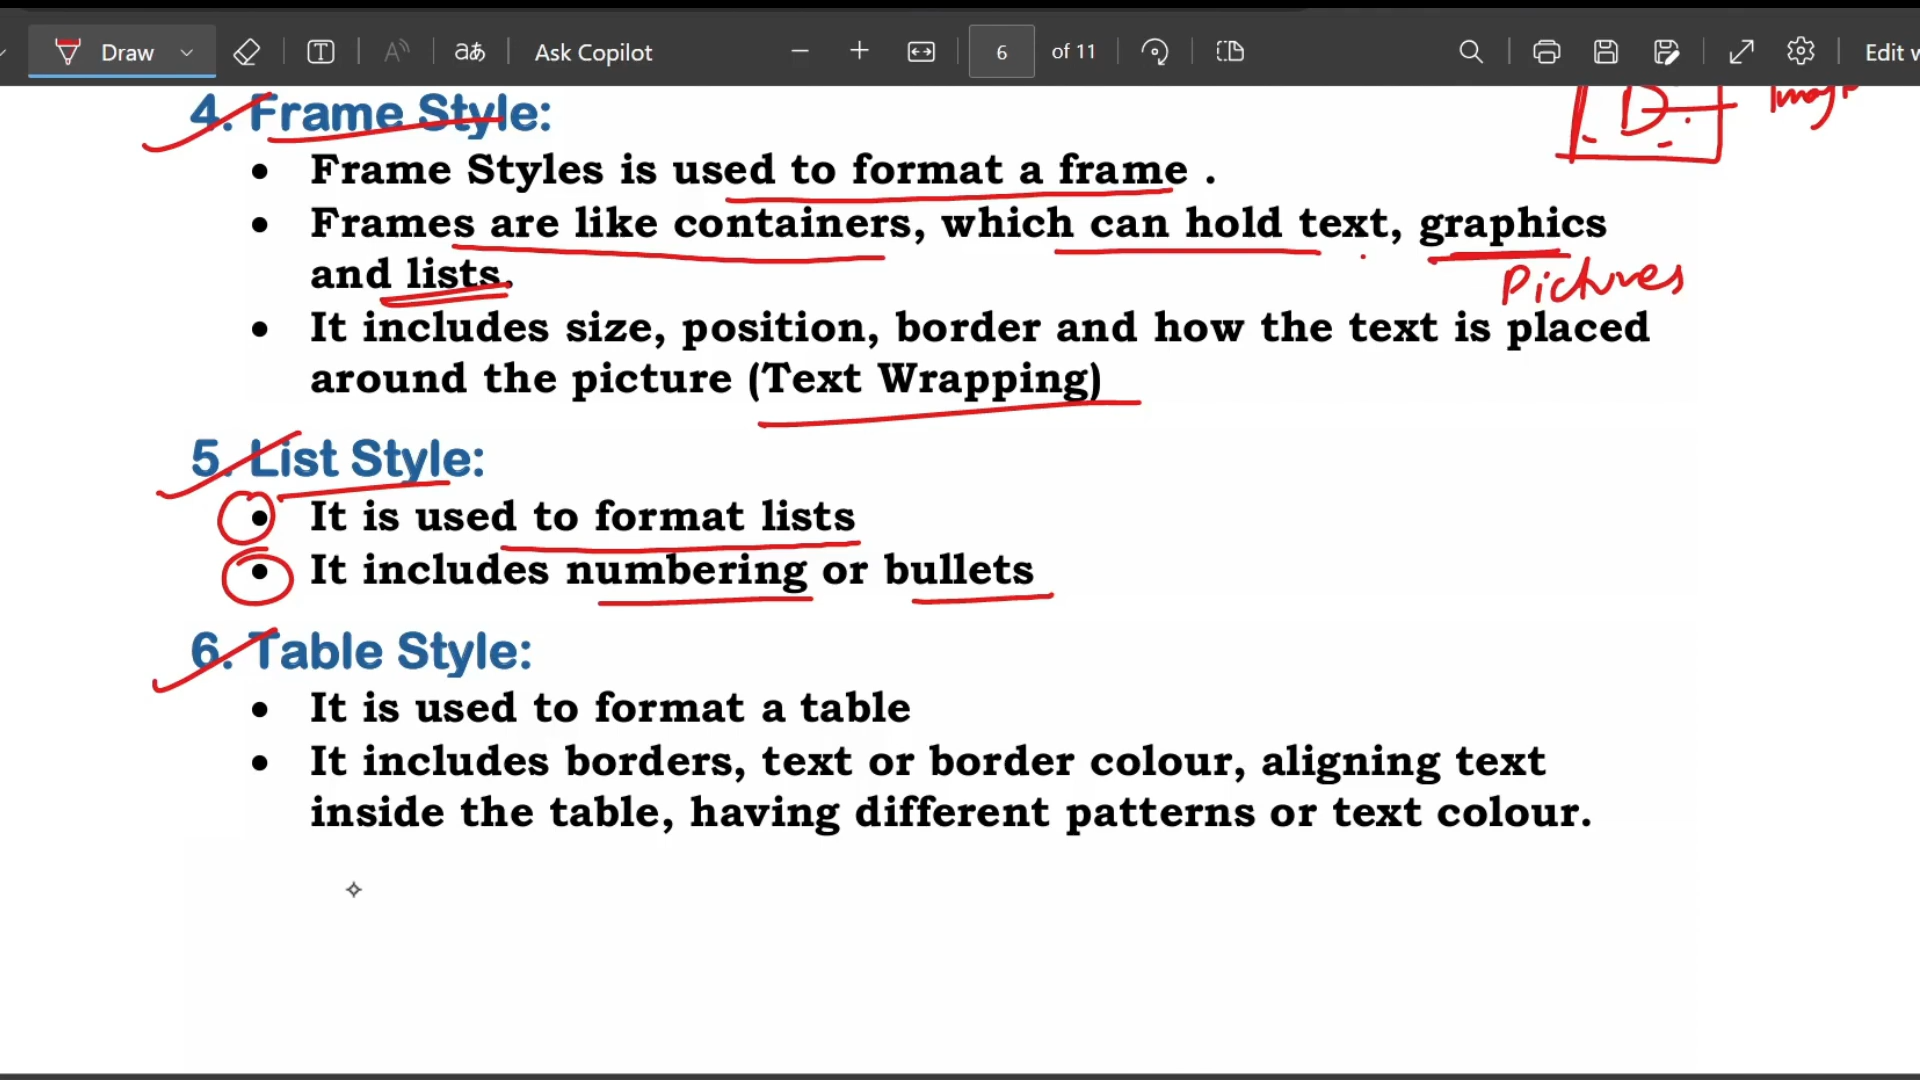 Draw aあ Ask Copilot 6 of 11 Edit w
4. Frame Style:
Image
• Frame Styles is used to format a frame .
• Frames are like containers, which can hold text, graphics
and lists.
Pictures
• It includes size, position, border and how the text is placed
around the picture (Text Wrapping)
5. List Style:
• It is used to format lists
• It includes numbering or bullets
6. Table Style:
• It is used to format a table
• It includes borders, text or border colour, aligning text
inside the table, having different patterns or text colour.